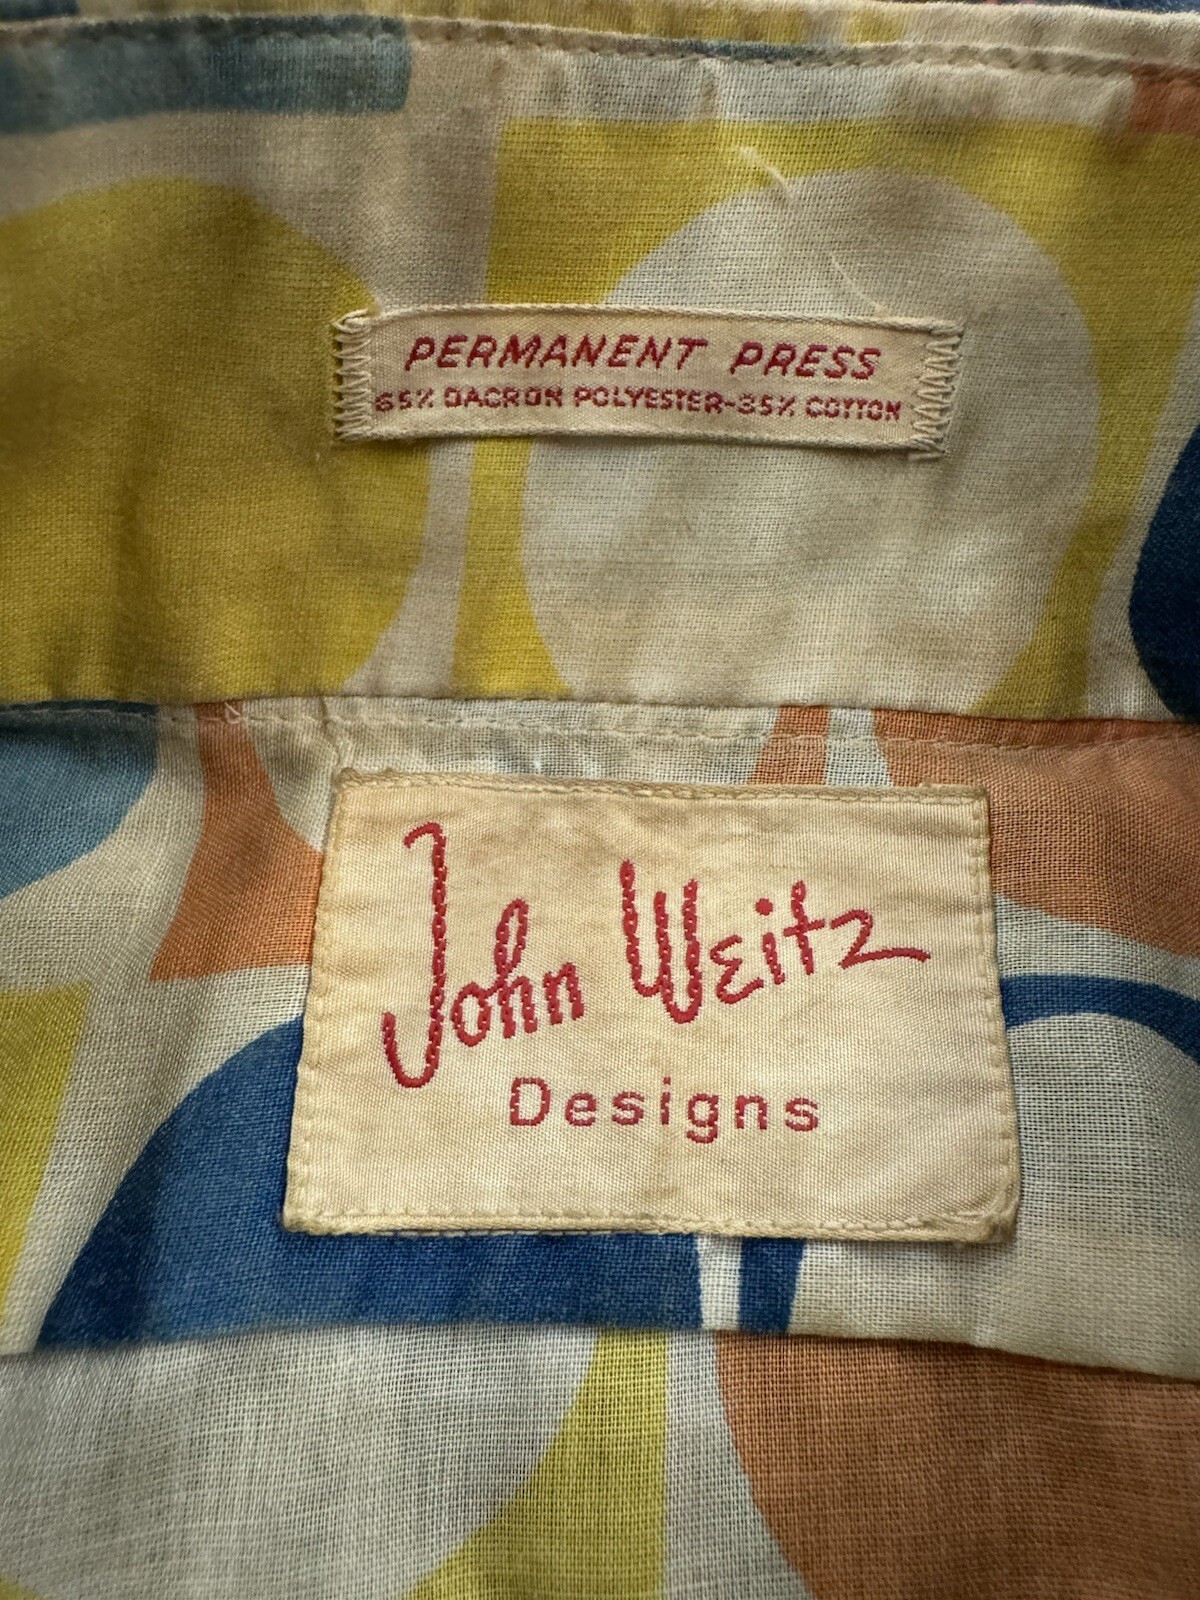 PERMANENT PRESS
65% DACRON POLYESTER-35% COTTON
John Weitz
Designs